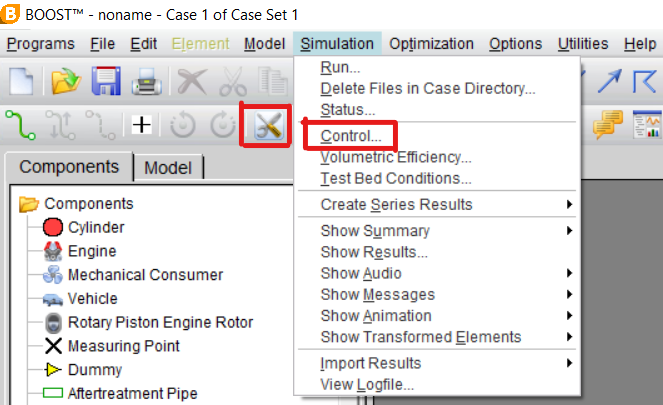 BOOST™ - noname - Case 1 of Case Set 1
Programs File Edit Element Model Simulation Optimization Options Utilities Help
Run...
Delete Files in Case Directory...
Status...
Control...
Volumetric Efficiency...
Test Bed Conditions...
Create Series Results
Show Summary
Show Results...
Show Audio
Show Messages
Show Animation
Show Transformed Elements
Import Results
View Logfile...
Components Model
Components
Cylinder
Engine
Mechanical Consumer
Vehicle
Rotary Piston Engine Rotor
Measuring Point
Dummy
Aftertreatment Pipe